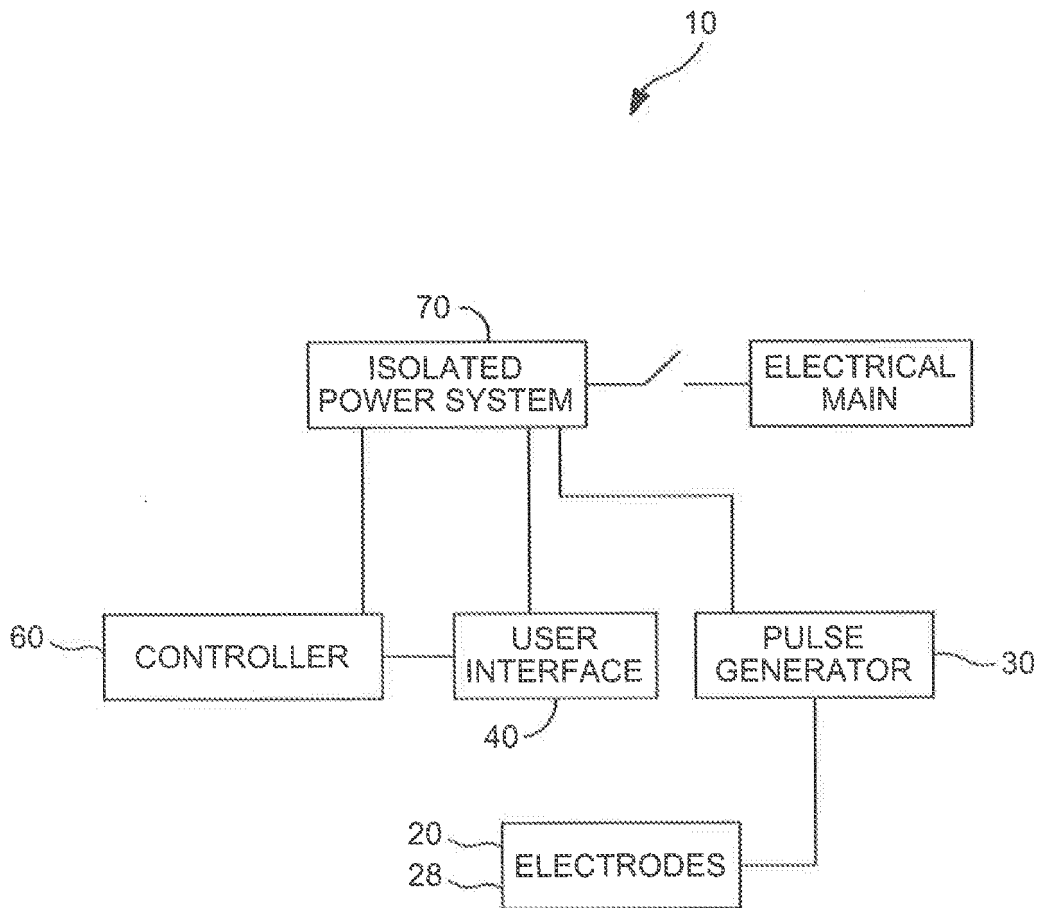 10
70
ISOLATED
POWER SYSTEM
ELECTRICAL
MAIN
60
CONTROLLER
USER
INTERFACE
40
PULSE
GENERATOR
30
20
28
ELECTRODES